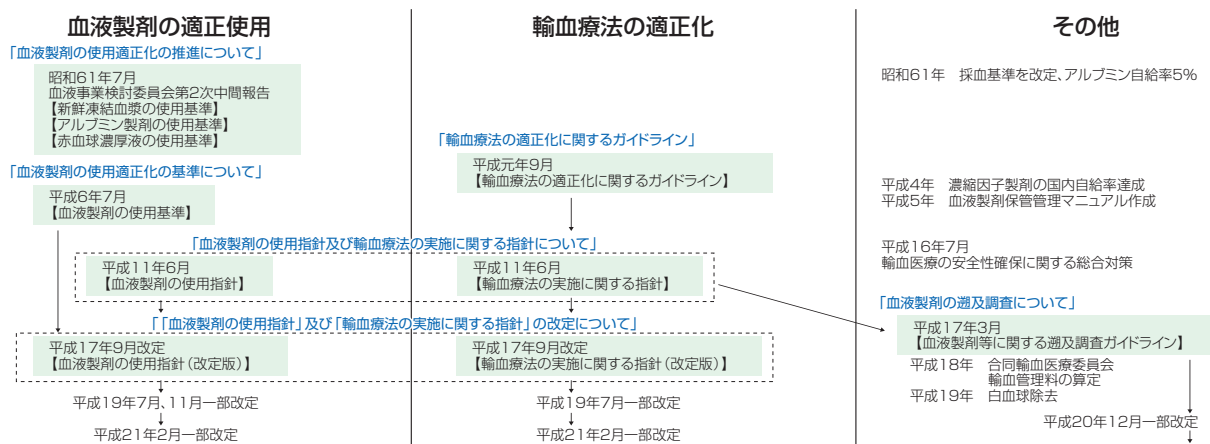 血液製剤の適正使用
「血液製剤の使用適正化の推進について」
昭和61年7月
血液事業検討委員会第2次中間報告
【新鮮凍結血漿の使用基準】
【アルブミン製剤の使用基準】
【赤血球濃厚液の使用基準】
「血液製剤の使用適正化の基準について」
平成6年7月
【血液製剤の使用基準】
輸血療法の適正化
「輸血療法の適正化に関するガイドライン」
平成元年9月
【輸血療法の適正化に関するガイドライン】
「血液製剤の使用指針及び輸血療法の実施に関する指針について」
平成11年6月
【血液製剤の使用指針】
平成11年6月
【輸血療法の実施に関する指針】
「「血液製剤の使用指針」及び「輸血療法の実施に関する指針」の改定について」
平成17年9月改定
【血液製剤の使用指針（改定版）】
平成17年9月改定
【輸血療法の実施に関する指針（改定版）】
平成19年7月、11月一部改定
平成21年2月一部改定
平成19年7月一部改定
平成21年2月一部改定
その他
昭和61年　採血基準を改定、アルブミン自給率5%
平成4年　濃縮因子製剤の国内自給率達成
平成5年　血液製剤保管管理マニュアル作成
平成16年7月
輸血医療の安全性確保に関する総合対策
「血液製剤の遡及調査について」
平成17年3月
【血液製剤等に関する遡及調査ガイドライン】
平成18年　合同輸血医療委員会
輸血管理料の算定
平成19年　白血球除去
平成20年12月一部改定